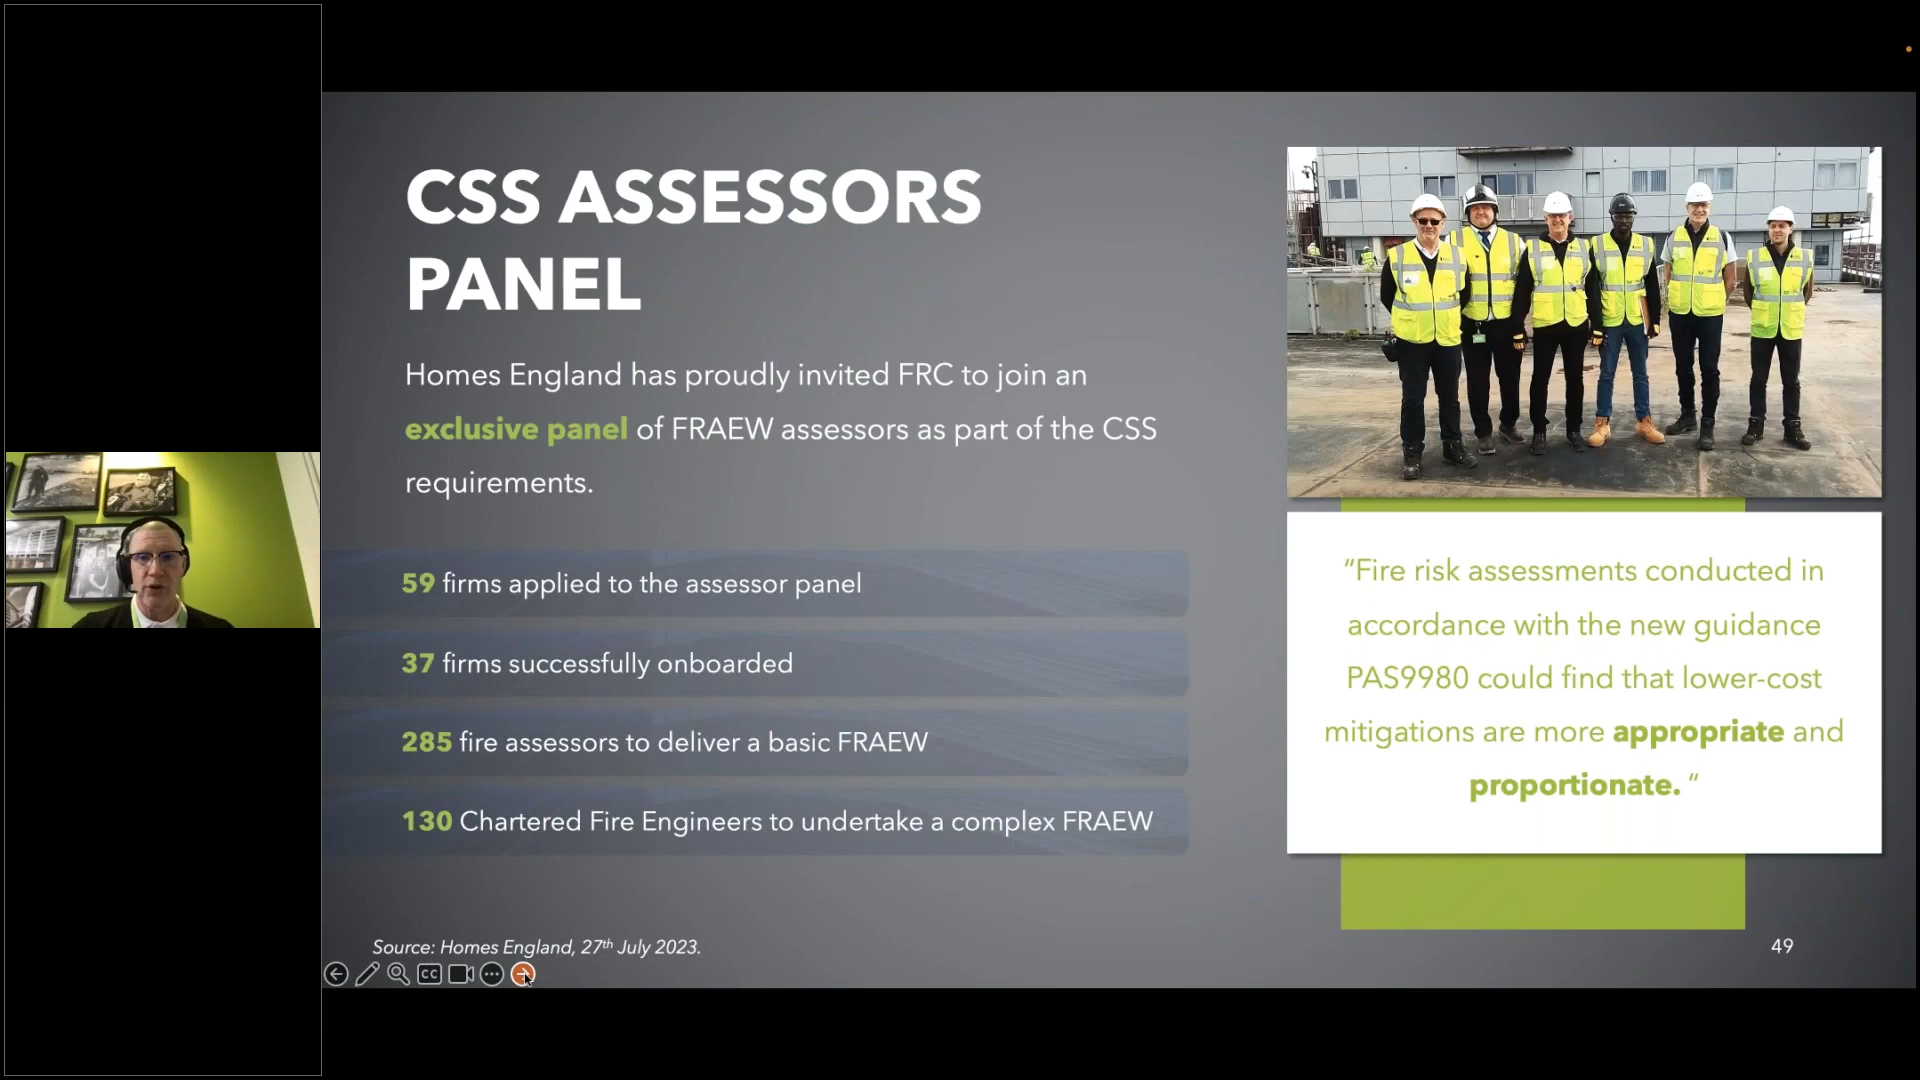 CSS ASSESSORS
PANEL
Homes England has proudly invited FRC to join an
exclusive panel of FRAEW assessors as part of the CSS
requirements.
59 firms applied to the assessor panel
37 firms successfully onboarded
285 fire assessors to deliver a basic FRAEW
130 Chartered Fire Engineers to undertake a complex FRAEW
Source: Homes England, 27th July 2023.
CC
“Fire risk assessments conducted in
accordance with the new guidance
PAS9980 could find that lower-cost
mitigations are more appropriate and
proportionate. “
49